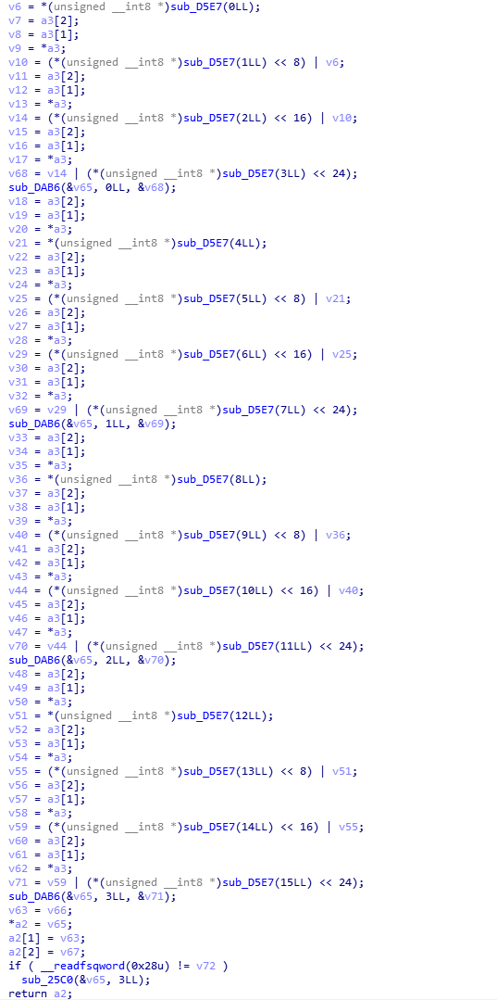 v6 = *(unsigned __int8 *)sub_D5E7(0LL);
v7 = a3[2];
v8 = a3[1];
v9 = *a3;
v10 = (*(unsigned __int8 *)sub_D5E7(1LL) << 8) | v6;
v11 = a3[2];
v12 = a3[1];
v13 = *a3;
v14 = (*(unsigned __int8 *)sub_D5E7(2LL) << 16) | v10;
v15 = a3[2];
v16 = a3[1];
v17 = *a3;
v68 = v14 | (*(unsigned __int8 *)sub_D5E7(3LL) << 24);
sub_DAB6(&v65, 0LL, &v68);
v18 = a3[2];
v19 = a3[1];
v20 = *a3;
v21 = *(unsigned __int8 *)sub_D5E7(4LL);
v22 = a3[2];
v23 = a3[1];
v24 = *a3;
v25 = (*(unsigned __int8 *)sub_D5E7(5LL) << 8) | v21;
v26 = a3[2];
v27 = a3[1];
v28 = *a3;
v29 = (*(unsigned __int8 *)sub_D5E7(6LL) << 16) | v25;
v30 = a3[2];
v31 = a3[1];
v32 = *a3;
v69 = v29 | (*(unsigned __int8 *)sub_D5E7(7LL) << 24);
sub_DAB6(&v65, 1LL, &v69);
v33 = a3[2];
v34 = a3[1];
v35 = *a3;
v36 = *(unsigned __int8 *)sub_D5E7(8LL);
v37 = a3[2];
v38 = a3[1];
v39 = *a3;
v40 = (*(unsigned __int8 *)sub_D5E7(9LL) << 8) | v36;
v41 = a3[2];
v42 = a3[1];
v43 = *a3;
v44 = (*(unsigned __int8 *)sub_D5E7(10LL) << 16) | v40;
v45 = a3[2];
v46 = a3[1];
v47 = *a3;
v70 = v44 | (*(unsigned __int8 *)sub_D5E7(11LL) << 24);
sub_DAB6(&v65, 2LL, &v70);
v48 = a3[2];
v49 = a3[1];
v50 = *a3;
v51 = *(unsigned __int8 *)sub_D5E7(12LL);
v52 = a3[2];
v53 = a3[1];
v54 = *a3;
v55 = (*(unsigned __int8 *)sub_D5E7(13LL) << 8) | v51;
v56 = a3[2];
v57 = a3[1];
v58 = *a3;
v59 = (*(unsigned __int8 *)sub_D5E7(14LL) << 16) | v55;
v60 = a3[2];
v61 = a3[1];
v62 = *a3;
v71 = v59 | (*(unsigned __int8 *)sub_D5E7(15LL) << 24);
sub_DAB6(&v65, 3LL, &v71);
v63 = v66;
*a2 = v65;
a2[1] = v63;
a2[2] = v67;
if ( __readfsqword(0x28u) != v72 )
  sub_25C0(&v65, 3LL);
return a2;